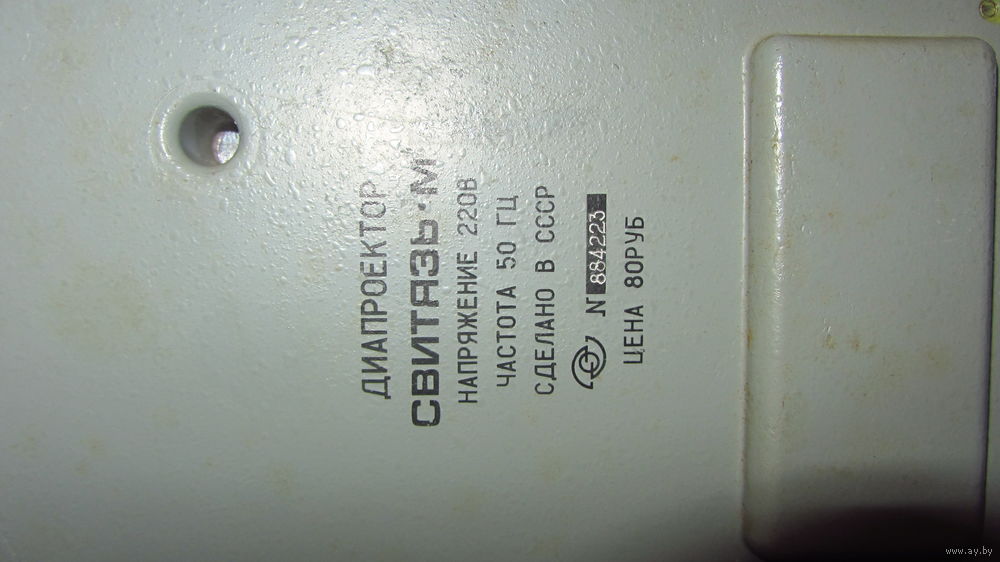 ДИАПРОЕКТОР
СВИТЯЗЬ·М
НАПРЯЖЕНИЕ 220В
ЧАСТОТА 50 ГЦ
СДЕЛАНО В СССР
N 884223
ЦЕНА 80РУБ
www.ay.by